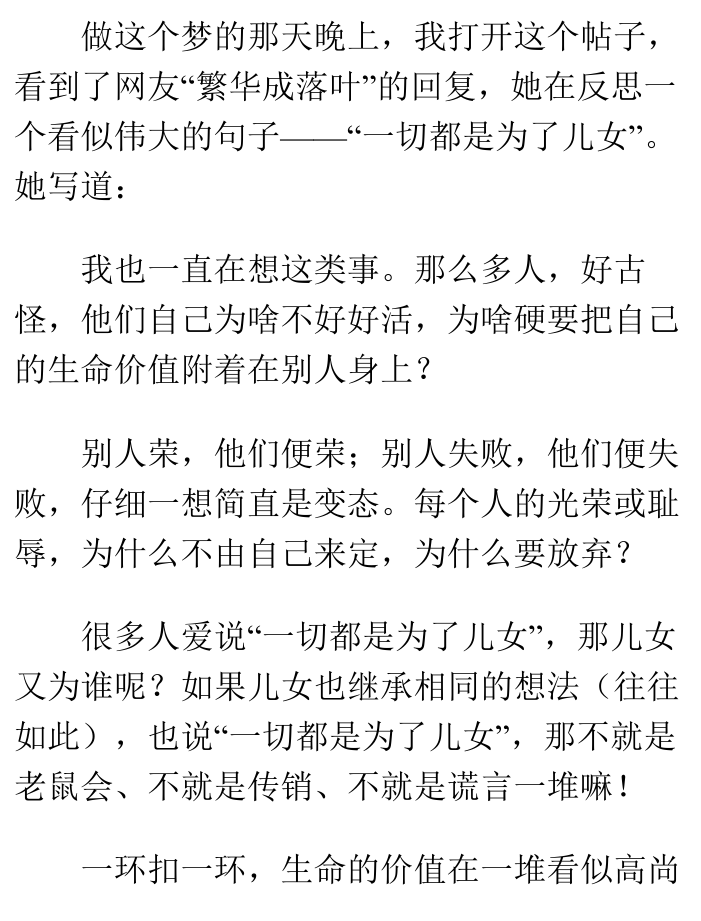 做这个梦的那天晚上，我打开这个帖子，
看到了网友“繁华成落叶”的回复，她在反思一
个看似伟大的句子——“一切都是为了儿女”。
她写道：
我也一直在想这类事。那么多人，好古
怪，他们自己为啥不好好活，为啥硬要把自己
的生命价值附着在别人身上？
别人荣，他们便荣；别人失败，他们便失
败，仔细一想简直是变态。每个人的光荣或耻
辱，为什么不由自己来定，为什么要放弃？
很多人爱说“一切都是为了儿女”，那儿女
又为谁呢？如果儿女也继承相同的想法（往往
如此），也说“一切都是为了儿女”，那不就是
老鼠会、不就是传销、不就是谎言一堆嘛！
一环扣一环，生命的价值在一堆看似高尚